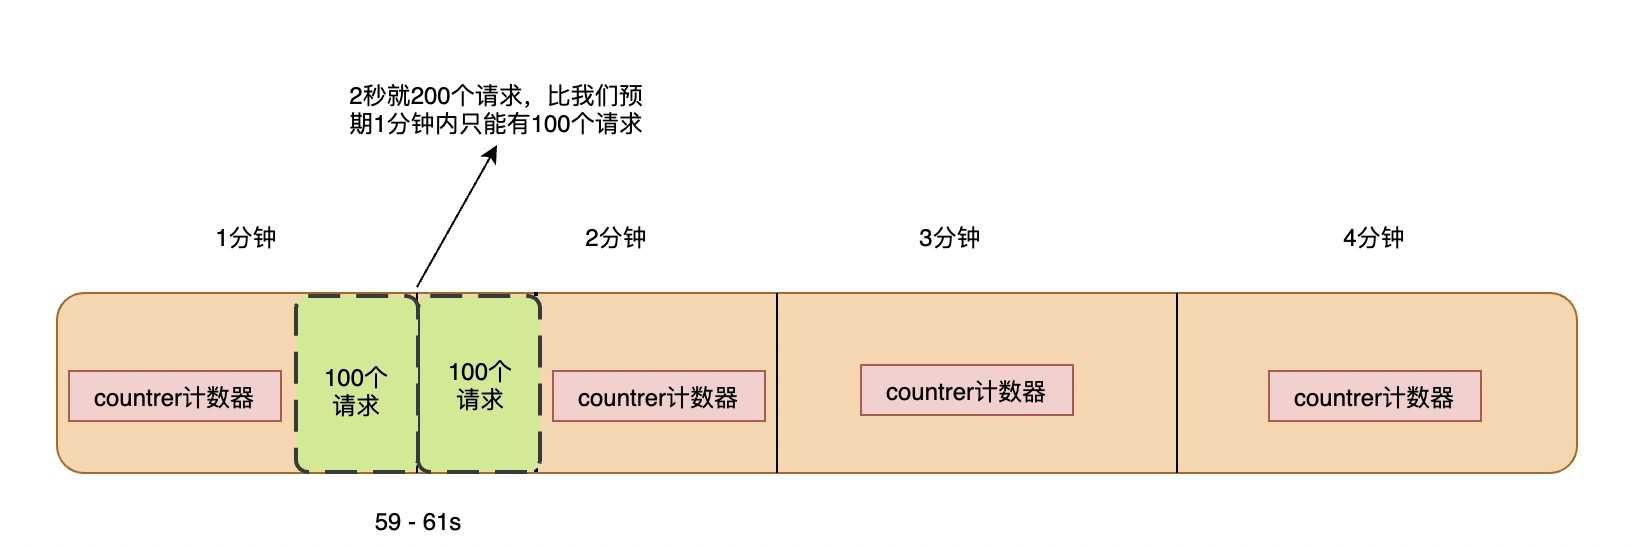 2秒就200个请求，比我们预
期1分钟内只能有100个请求
1分钟
2分钟
3分钟
4分钟
countrer计数器
100个
请求
100个
请求
countrer计数器
countrer计数器
countrer计数器
59 - 61s